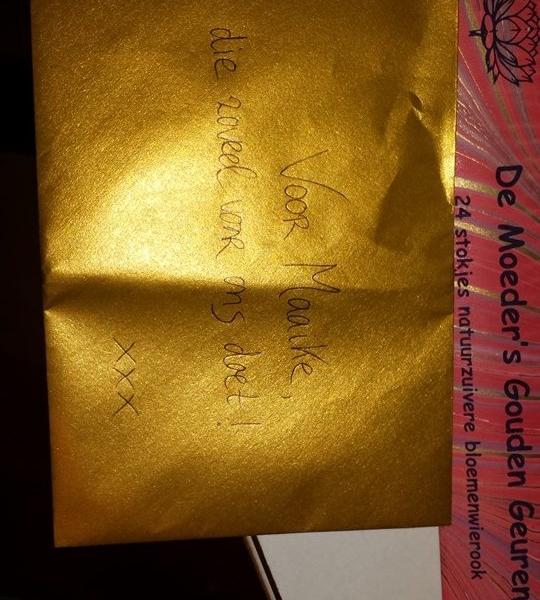 De Moeder's Gouden Geuren
24 stokjes natuurzuivere bloemenwierook
Voor Maaike,
die zoveel voor ons doet!
xxx